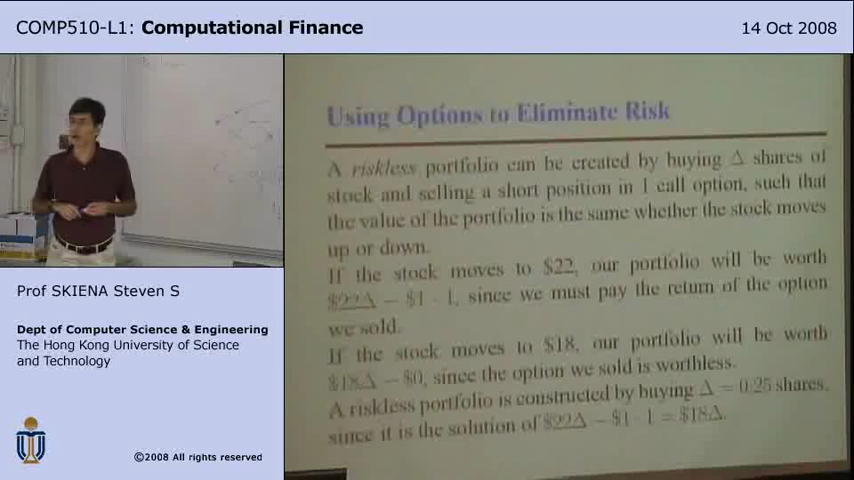 COMP510-L1: Computational Finance
14 Oct 2008
Using Options to Eliminate Risk
A riskless portfolio can be created by buying Δ shares of
stock and selling a short position in 1 call option, such that
the value of the portfolio is the same whether the stock moves
up or down.
If the stock moves to $22, our portfolio will be worth
$22Δ − $1 · 1, since we must pay the return of the option
we sold.
If the stock moves to $18, our portfolio will be worth
$18Δ − $0, since the option we sold is worthless.
A riskless portfolio is constructed by buying Δ = 0.25 shares,
since it is the solution of $22Δ − $1 · 1 = $18Δ.
Prof SKIENA Steven S
Dept of Computer Science & Engineering
The Hong Kong University of Science
and Technology
©2008 All rights reserved